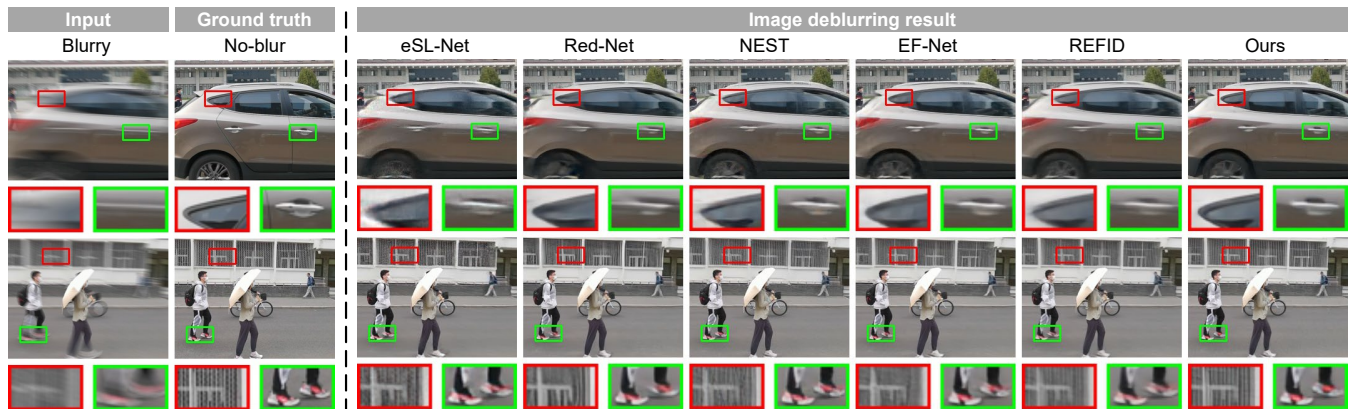 Input Ground truth Image deblurring result
Blurry No-blur eSL-Net Red-Net NEST EF-Net REFID Ours